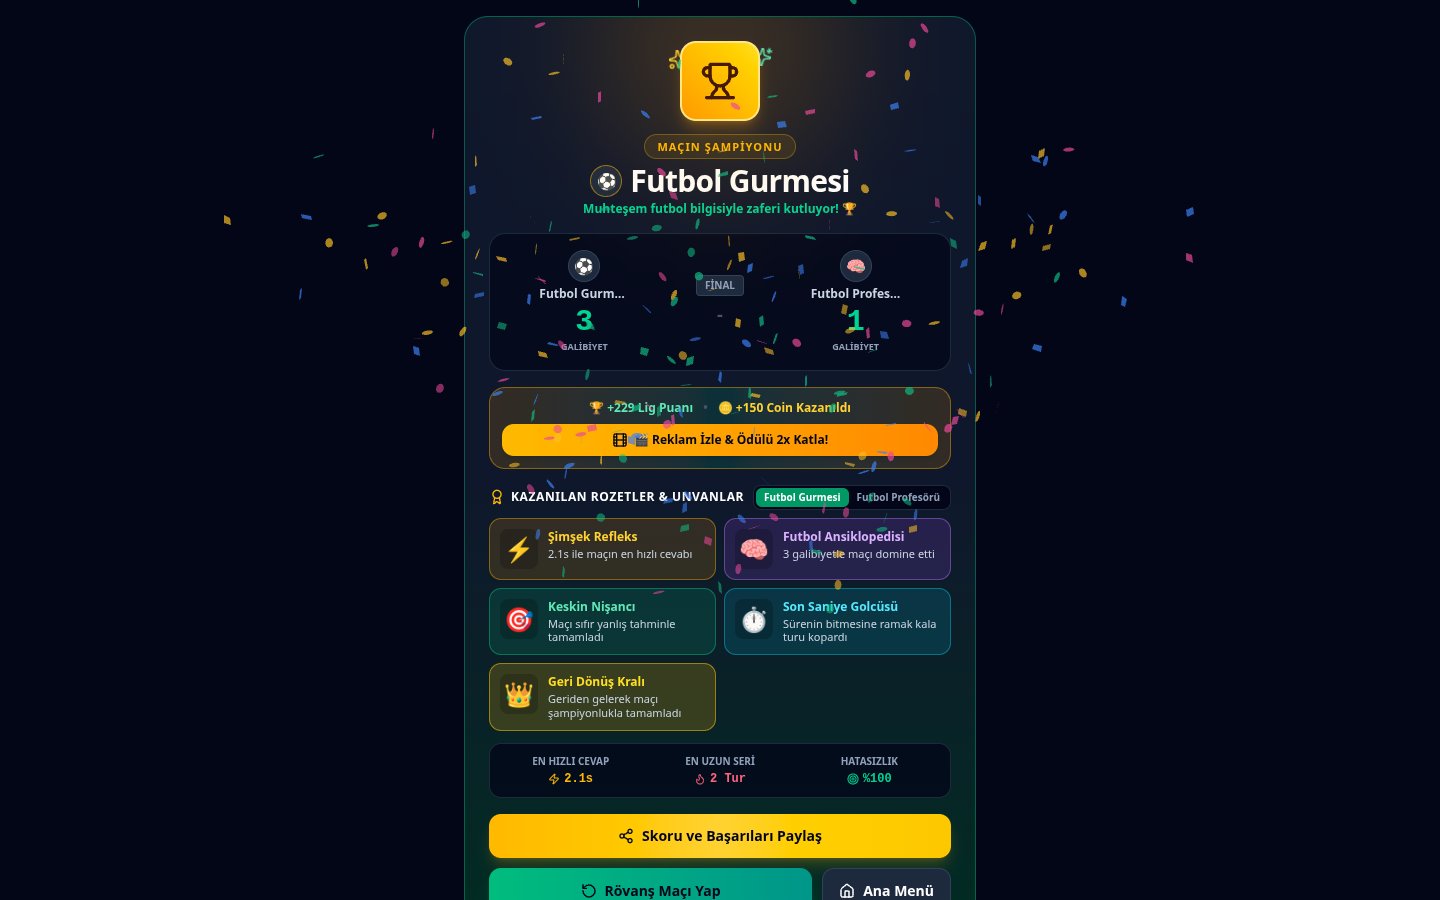 MAÇIN ŞAMPİYONU
Futbol Gurmesi
Muhteşem futbol bilgisiyle zaferi kutluyor! 🏆
Futbol Gurm...
3
GALİBİYET
FİNAL
-
Futbol Profes...
1
GALİBİYET
🏆 +229 Lig Puanı • 🪙 +150 Coin Kazanıldı
🎬 Reklam İzle & Ödülü 2x Katla!
KAZANILAN ROZETLER & UNVANLAR
Futbol Gurmesi
Futbol Profesörü
Şimşek Refleks
2.1s ile maçın en hızlı cevabı
Futbol Ansiklopedisi
3 galibiyetle maçı domine etti
Keskin Nişancı
Maçı sıfır yanlış tahminle
tamamladı
Son Saniye Golcüsü
Sürenin bitmesine ramak kala
turu kopardı
Geri Dönüş Kralı
Geriden gelerek maçı
şampiyonlukla tamamladı
EN HIZLI CEVAP
2.1s
EN UZUN SERİ
2 Tur
HATASIZLIK
%100
Skoru ve Başarıları Paylaş
Rövanş Maçı Yap
Ana Menü